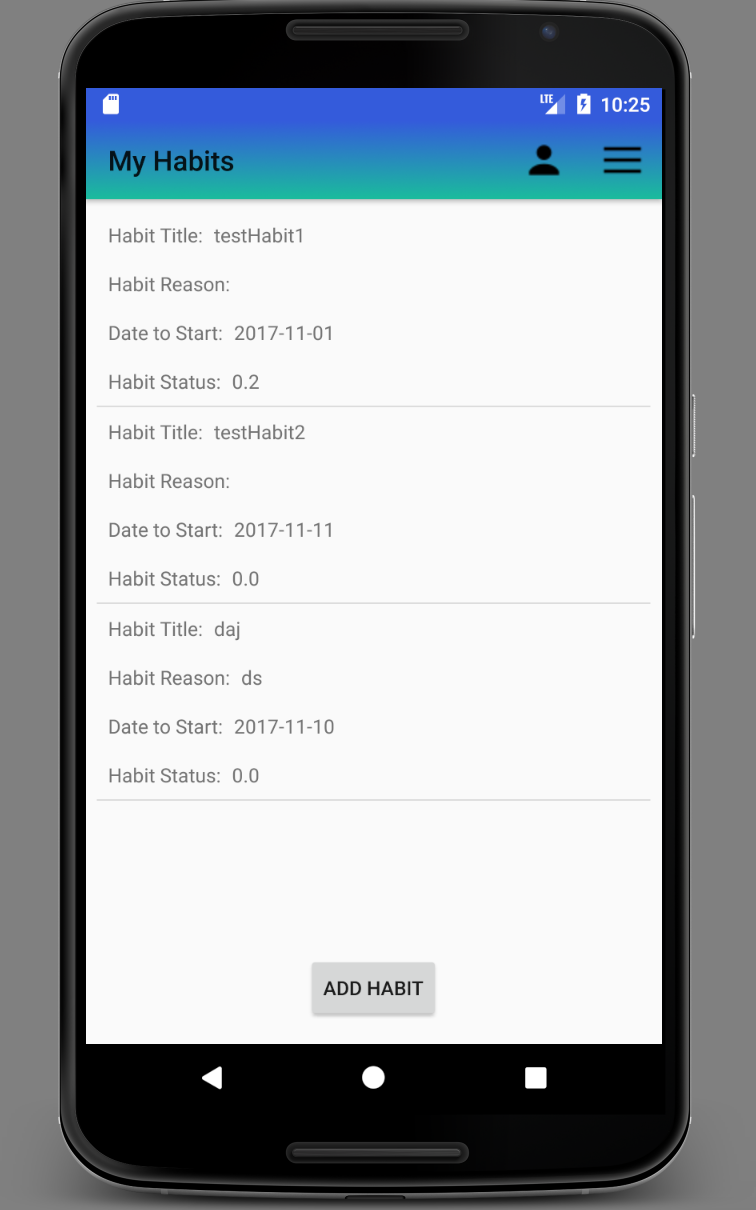 LTE 10:25
My Habits
Habit Title: testHabit1
Habit Reason:
Date to Start: 2017-11-01
Habit Status: 0.2
Habit Title: testHabit2
Habit Reason:
Date to Start: 2017-11-11
Habit Status: 0.0
Habit Title: daj
Habit Reason: ds
Date to Start: 2017-11-10
Habit Status: 0.0
ADD HABIT